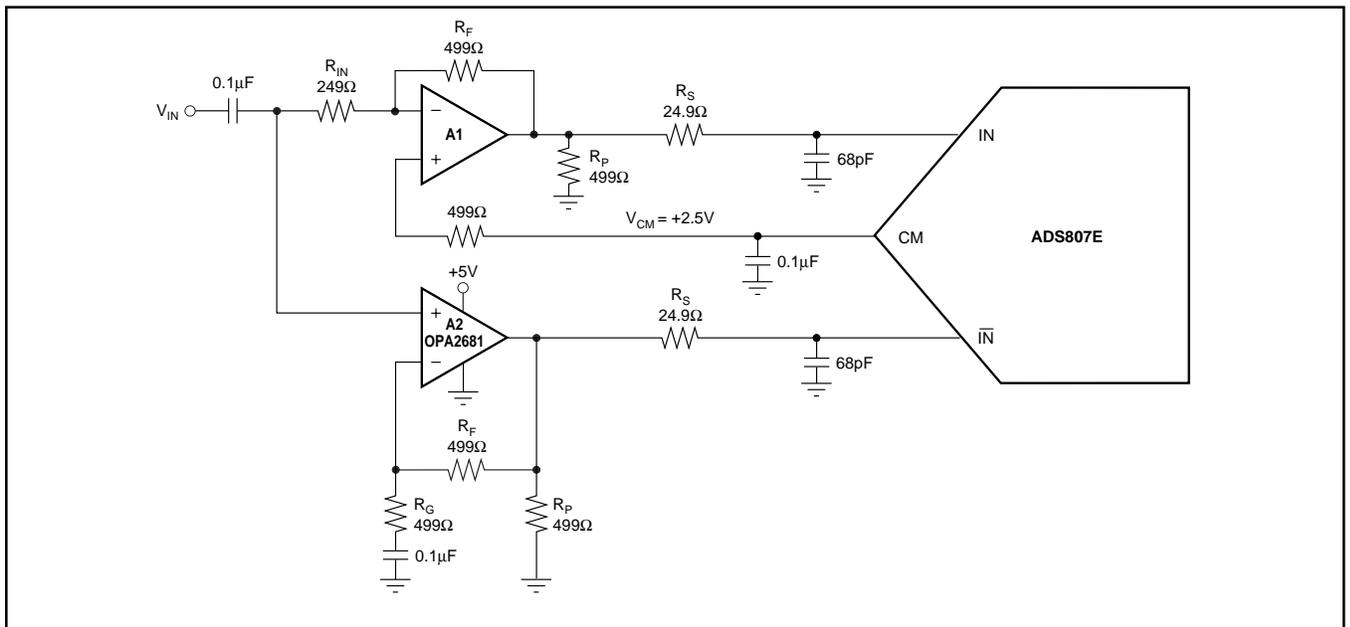 R_F
499Ω
R_IN
249Ω
0.1µF
V_IN
−
A1
+
R_S
24.9Ω
IN
68pF
R_P
499Ω
499Ω
V_CM = +2.5V
CM
ADS807E
0.1µF
+5V
+
A2
OPA2681
−
R_S
24.9Ω
I̅N̅
68pF
R_F
499Ω
R_G
499Ω
R_P
499Ω
0.1µF